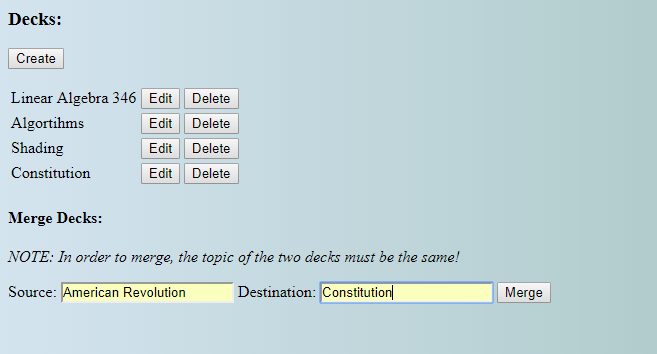 Decks:
Create
Linear Algebra 346 Edit Delete
Algortihms Edit Delete
Shading Edit Delete
Constitution Edit Delete
Merge Decks:
NOTE: In order to merge, the topic of the two decks must be the same!
Source: American Revolution Destination: Constitution Merge